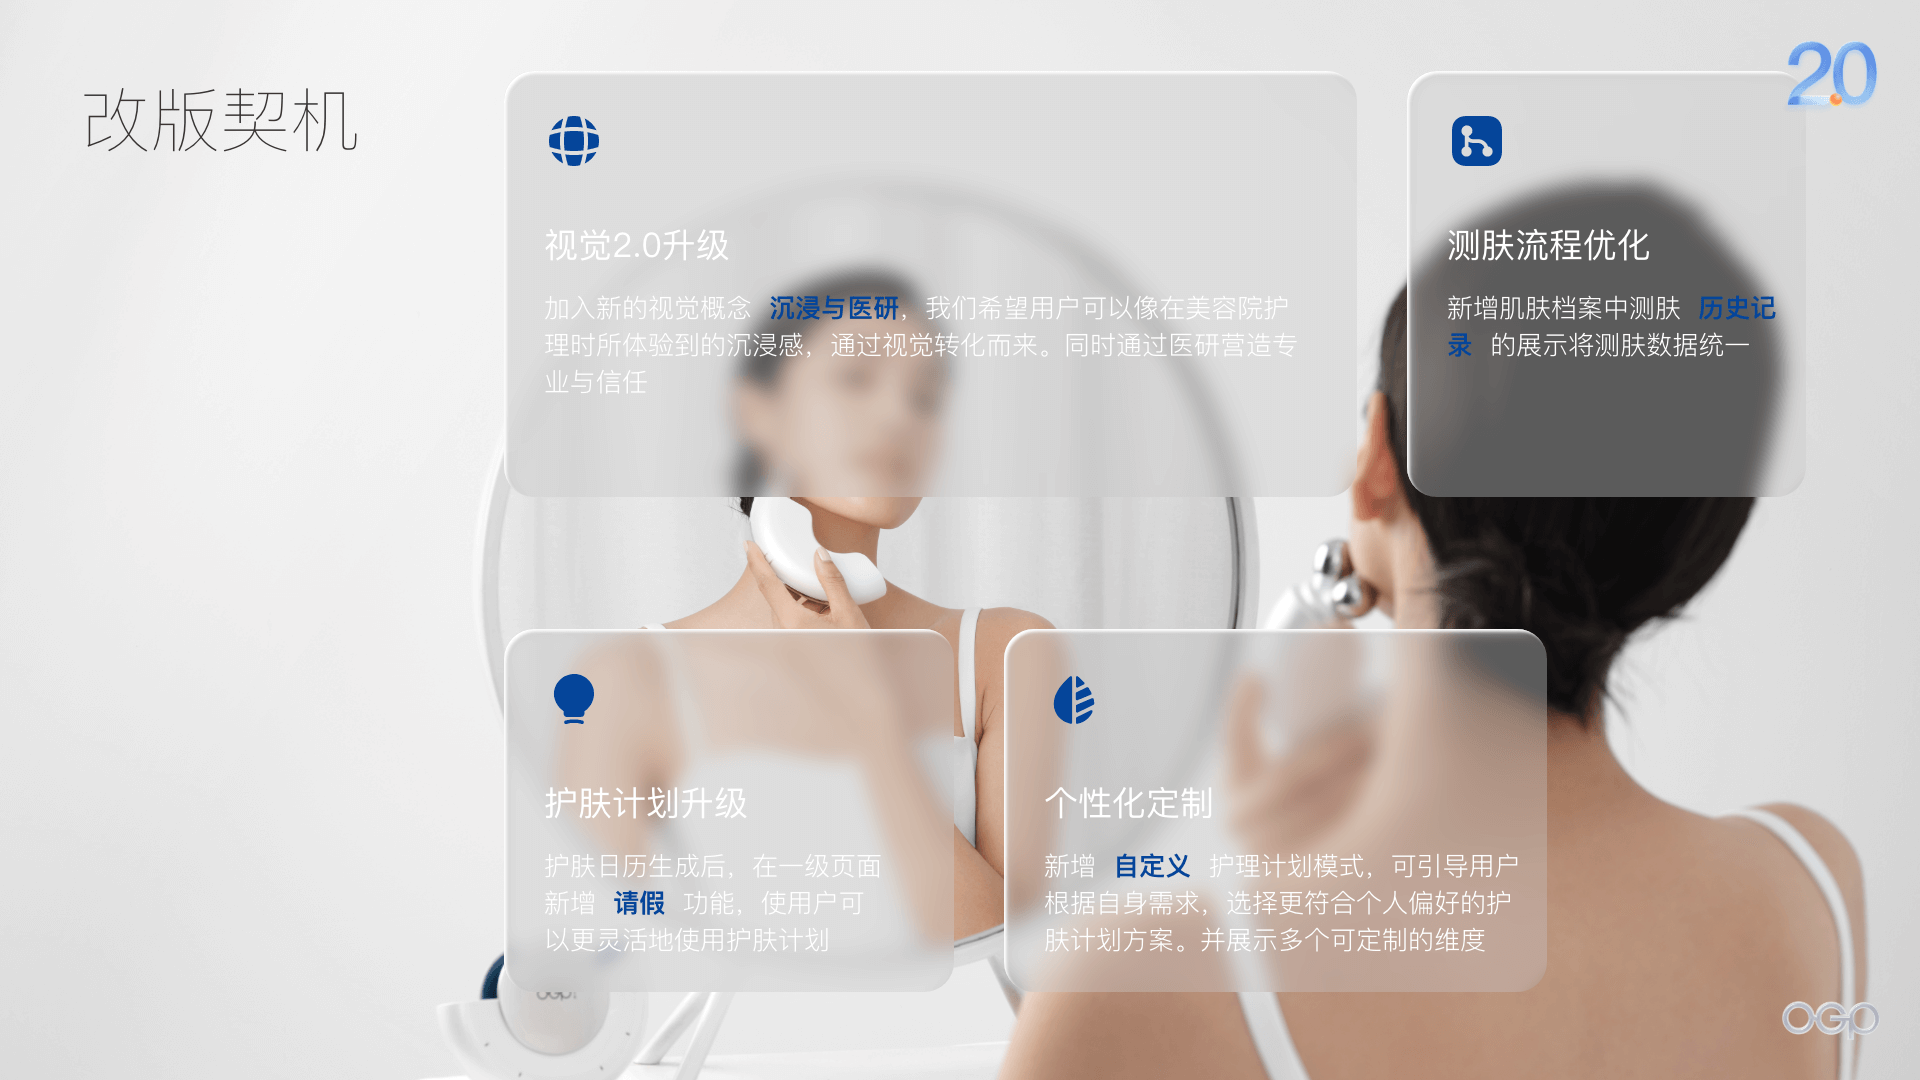 改版契机
2.0
视觉2.0升级
加入新的视觉概念 沉浸与医研，我们希望用户可以像在美容院护
理时所体验到的沉浸感，通过视觉转化而来。同时通过医研营造专
业与信任
测肤流程优化
新增肌肤档案中测肤 历史记
录 的展示将测肤数据统一
护肤计划升级
护肤日历生成后，在一级页面
新增 请假 功能，使用户可
以更灵活地使用护肤计划
个性化定制
新增 自定义 护理计划模式，可引导用户
根据自身需求，选择更符合个人偏好的护
肤计划方案。并展示多个可定制的维度
OGP